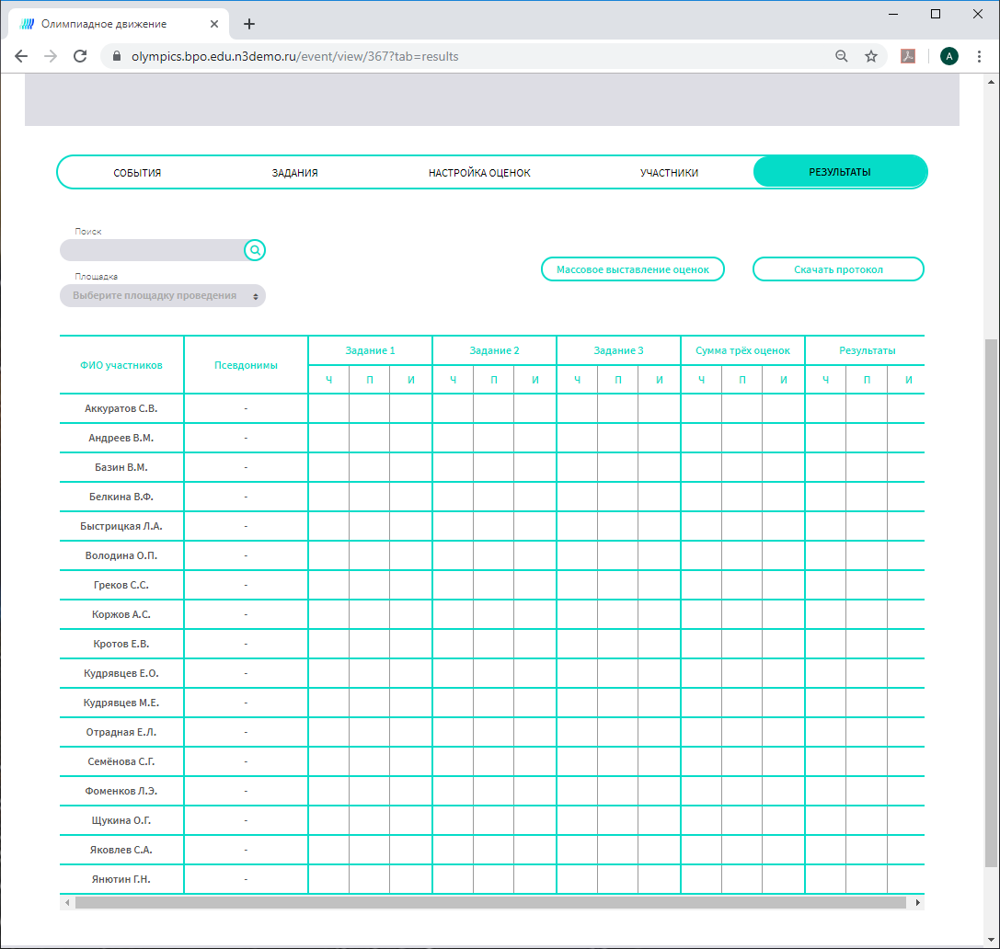 Олимпиадное движение
olympics.bpo.edu.n3demo.ru/event/view/367?tab=results
A
СОБЫТИЯ ЗАДАНИЯ НАСТРОЙКА ОЦЕНОК УЧАСТНИКИ РЕЗУЛЬТАТЫ
Поиск
Площадка
Выберите площадку проведения
Массовое выставление оценок Скачать протокол
ФИО участников Псевдонимы Задание 1 Задание 2 Задание 3 Сумма трёх оценок Результаты
Ч П И Ч П И Ч П И Ч П И Ч П И
Аккуратов С.В. -
Андреев В.М. -
Базин В.М. -
Белкина В.Ф. -
Быстрицкая Л.А. -
Володина О.П. -
Греков С.С. -
Коржов А.С. -
Кротов Е.В. -
Кудрявцев Е.О. -
Кудрявцев М.Е. -
Отрадная Е.Л. -
Семёнова С.Г. -
Фоменков Л.Э. -
Щукина О.Г. -
Яковлев С.А. -
Янютин Г.Н. -